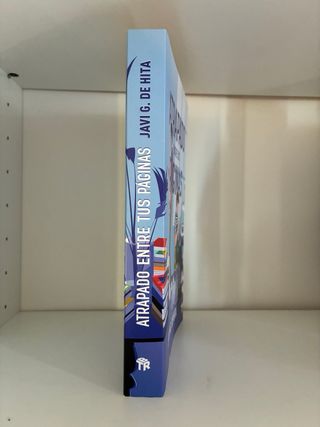 ATRAPADO ENTRE TUS PÁGINAS
JAVI G. DE HITA